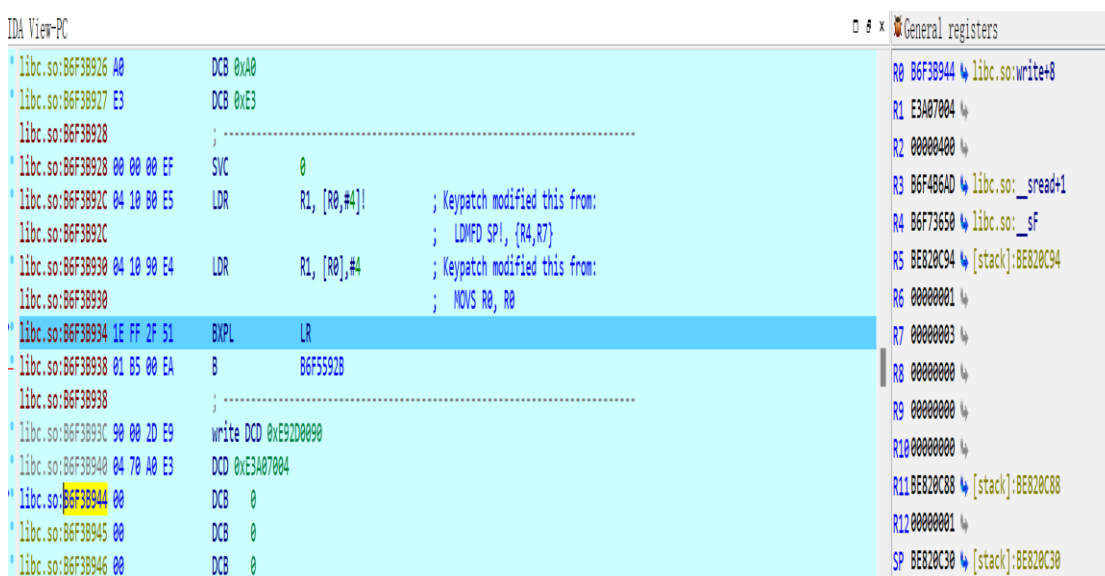 IDA View-PC
General registers
libc.so:B6F3B926 A0 DCB 0xA0
libc.so:B6F3B927 E3 DCB 0xE3
libc.so:B6F3B928 ; ---------------------------------------------------------------------------
libc.so:B6F3B928 00 00 00 EF SVC 0
libc.so:B6F3B92C 04 10 B0 E5 LDR R1, [R0,#4]! ; Keypatch modified this from:
libc.so:B6F3B92C ; LDMFD SP!, {R4,R7}
libc.so:B6F3B930 04 10 90 E4 LDR R1, [R0],#4 ; Keypatch modified this from:
libc.so:B6F3B930 ; MOVS R0, R0
libc.so:B6F3B934 1E FF 2F 51 BXPL LR
libc.so:B6F3B938 01 B5 00 EA B B6F5592B
libc.so:B6F3B938 ; ---------------------------------------------------------------------------
libc.so:B6F3B93C 90 00 2D E9 write DCD 0xE92D0090
libc.so:B6F3B940 04 70 A0 E3 DCD 0xE3A07004
libc.so:B6F3B944 00 DCB 0
libc.so:B6F3B945 00 DCB 0
libc.so:B6F3B946 00 DCB 0
R0 B6F3B944 libc.so:write+8
R1 E3A07004
R2 00000400
R3 B6F4B6AD libc.so:__sread+1
R4 B6F73650 libc.so:__sF
R5 BE820C94 [stack]:BE820C94
R6 00000001
R7 00000003
R8 00000000
R9 00000000
R10 00000000
R11 BE820C88 [stack]:BE820C88
R12 00000001
SP BE820C30 [stack]:BE820C30